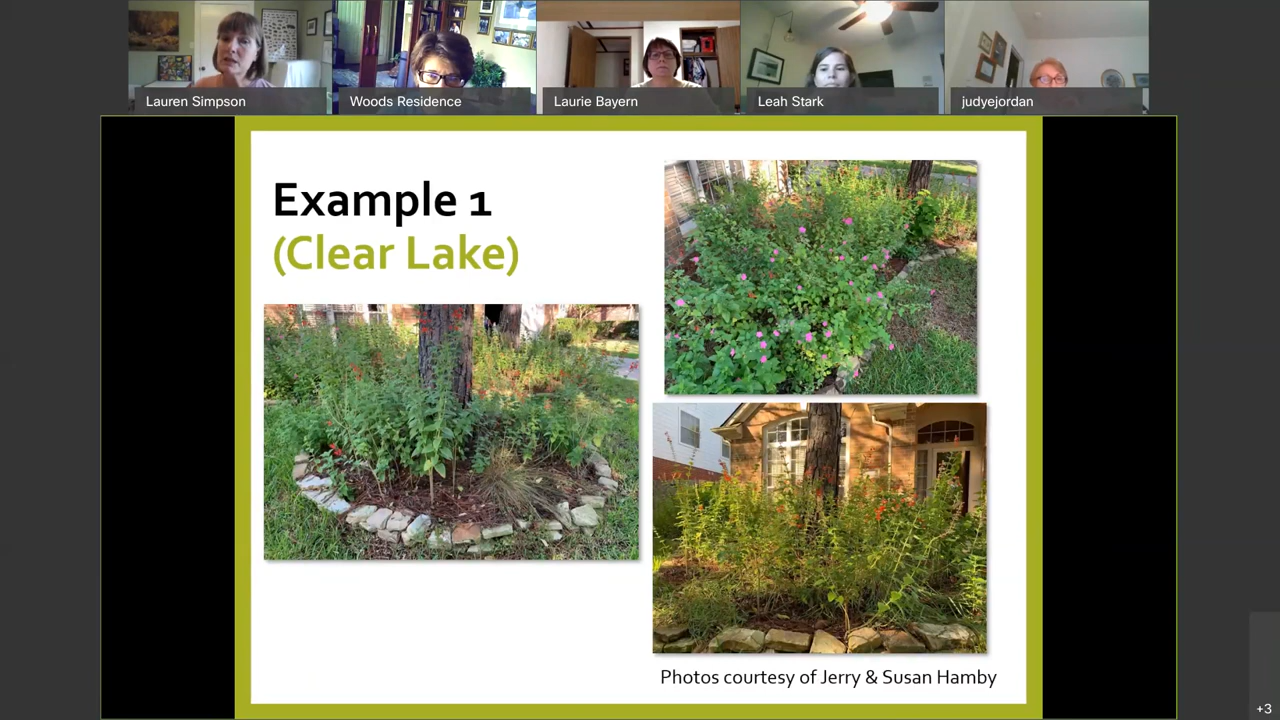 Lauren Simpson
Woods Residence
Laurie Bayern
Leah Stark
judyejordan
Example 1
(Clear Lake)
Photos courtesy of Jerry & Susan Hamby
+3